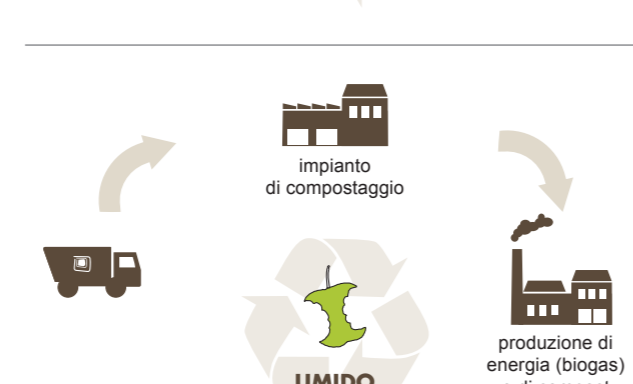 impianto
di compostaggio
UMIDO
produzione di
energia (biogas)